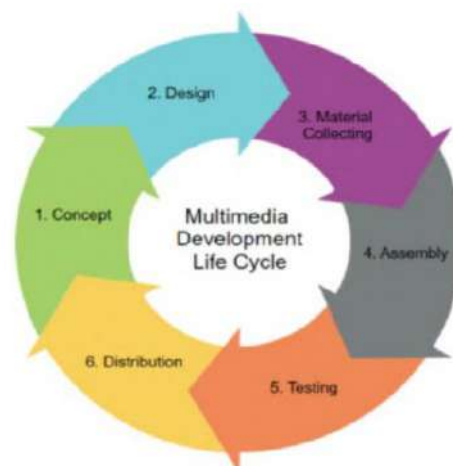 2. Design
3. Material
Collecting
1. Concept
Multimedia
Development
Life Cycle
4. Assembly
6. Distribution
5. Testing